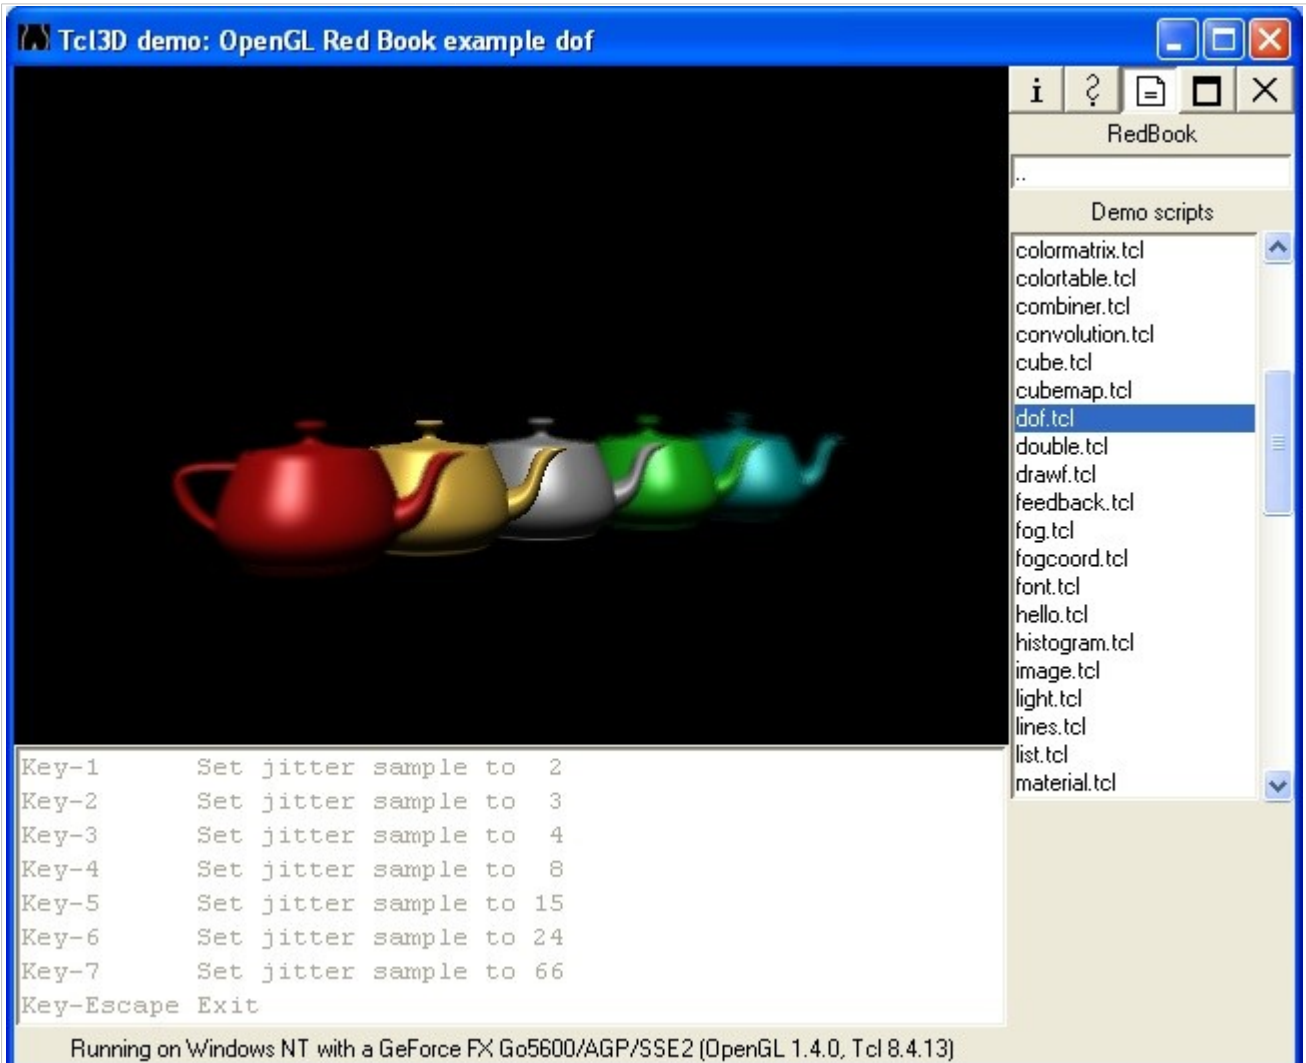 Tcl3D demo: OpenGL Red Book example dof
i ?
RedBook
..
Demo scripts
colormatrix.tcl
colortable.tcl
combiner.tcl
convolution.tcl
cube.tcl
cubemap.tcl
dof.tcl
double.tcl
drawf.tcl
feedback.tcl
fog.tcl
fogcoord.tcl
font.tcl
hello.tcl
histogram.tcl
image.tcl
light.tcl
lines.tcl
list.tcl
material.tcl
Key-1 Set jitter sample to 2
Key-2 Set jitter sample to 3
Key-3 Set jitter sample to 4
Key-4 Set jitter sample to 8
Key-5 Set jitter sample to 15
Key-6 Set jitter sample to 24
Key-7 Set jitter sample to 66
Key-Escape Exit
Running on Windows NT with a GeForce FX Go5600/AGP/SSE2 (OpenGL 1.4.0, Tcl 8.4.13)